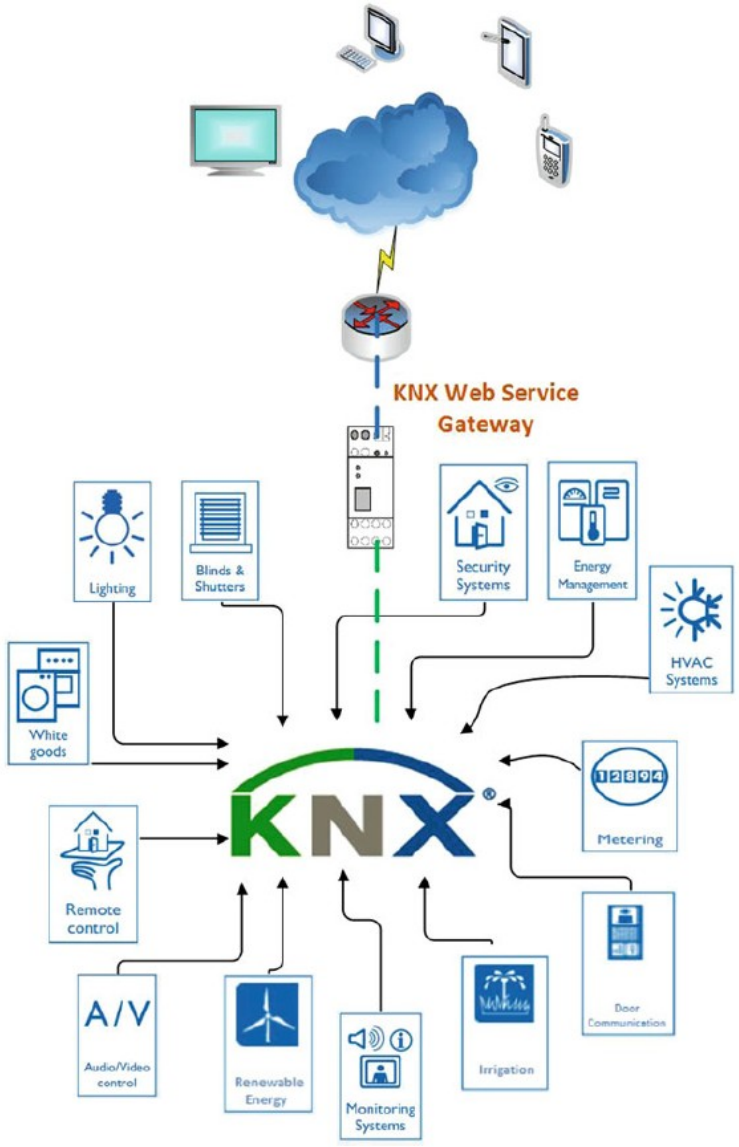 KNX Web Service
Gateway
Lighting
Blinds &
Shutters
Security
Systems
Energy
Management
HVAC
Systems
White
goods
KNX®
12894
Metering
Remote
control
Door
Communication
A/V
Audio/Video
control
Renewable
Energy
Monitoring
Systems
Irrigation